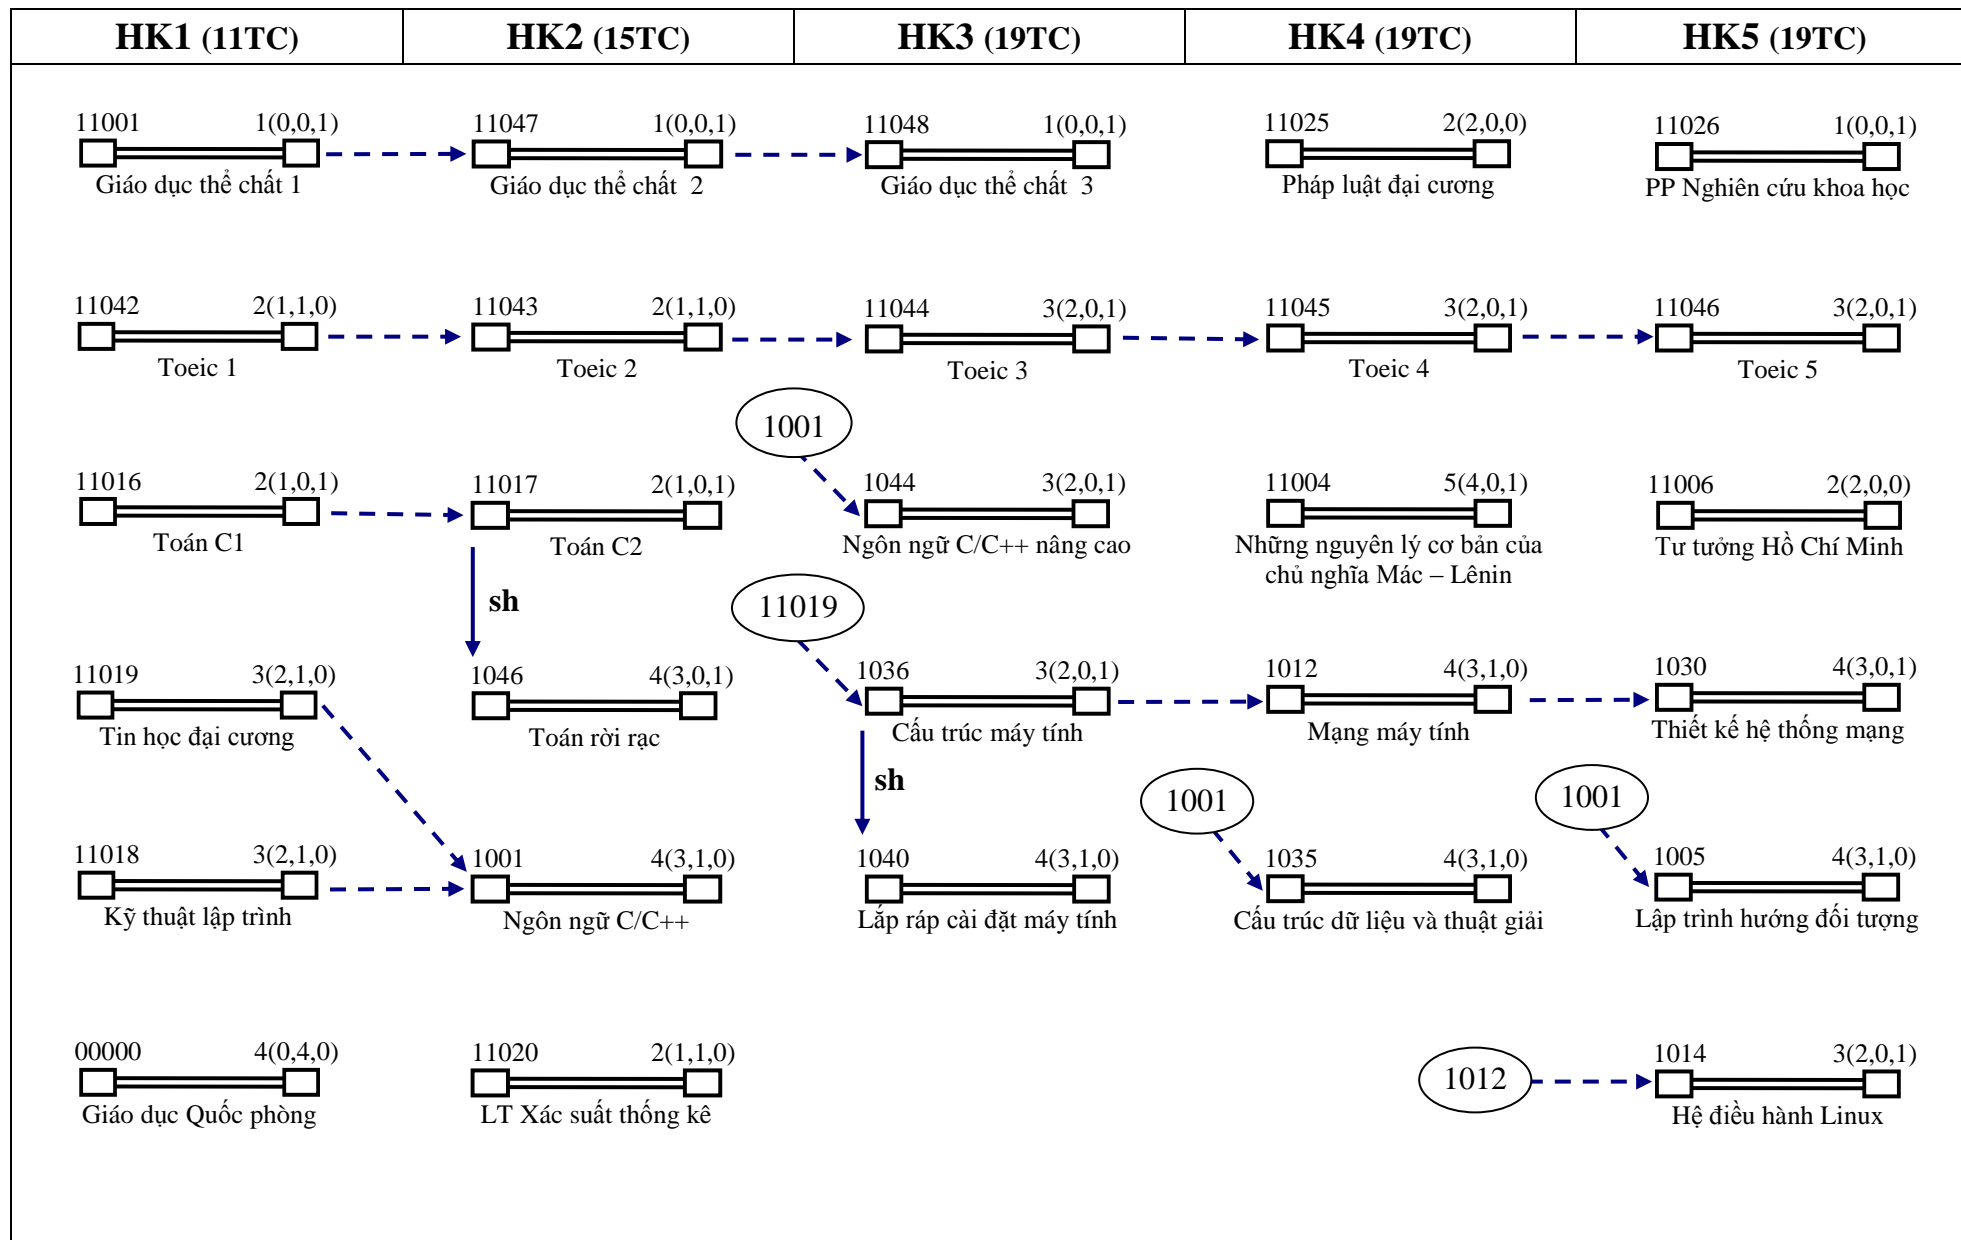 HK1 (11TC) HK2 (15TC) HK3 (19TC) HK4 (19TC) HK5 (19TC)
11001 1(0,0,1) 11047 1(0,0,1) 11048 1(0,0,1) 11025 2(2,0,0) 11026 1(0,0,1)
Giáo dục thể chất 1 Giáo dục thể chất 2 Giáo dục thể chất 3 Pháp luật đại cương PP Nghiên cứu khoa học
11042 2(1,1,0) 11043 2(1,1,0) 11044 3(2,0,1) 11045 3(2,0,1) 11046 3(2,0,1)
Toeic 1 Toeic 2 Toeic 3 Toeic 4 Toeic 5
1001
11016 2(1,0,1) 11017 2(1,0,1) 1044 3(2,0,1) 11004 5(4,0,1) 11006 2(2,0,0)
Toán C1 Toán C2 Ngôn ngữ C/C++ nâng cao Những nguyên lý cơ bản của Tư tưởng Hồ Chí Minh
chủ nghĩa Mác – Lênin
sh 11019
11019 3(2,1,0) 1046 4(3,0,1) 1036 3(2,0,1) 1012 4(3,1,0) 1030 4(3,0,1)
Tin học đại cương Toán rời rạc Cấu trúc máy tính Mạng máy tính Thiết kế hệ thống mạng
sh 1001 1001
11018 3(2,1,0) 1001 4(3,1,0) 1040 4(3,1,0) 1035 4(3,1,0) 1005 4(3,1,0)
Kỹ thuật lập trình Ngôn ngữ C/C++ Lắp ráp cài đặt máy tính Cấu trúc dữ liệu và thuật giải Lập trình hướng đối tượng
00000 4(0,4,0) 11020 2(1,1,0) 1012 1014 3(2,0,1)
Giáo dục Quốc phòng LT Xác suất thống kê Hệ điều hành Linux